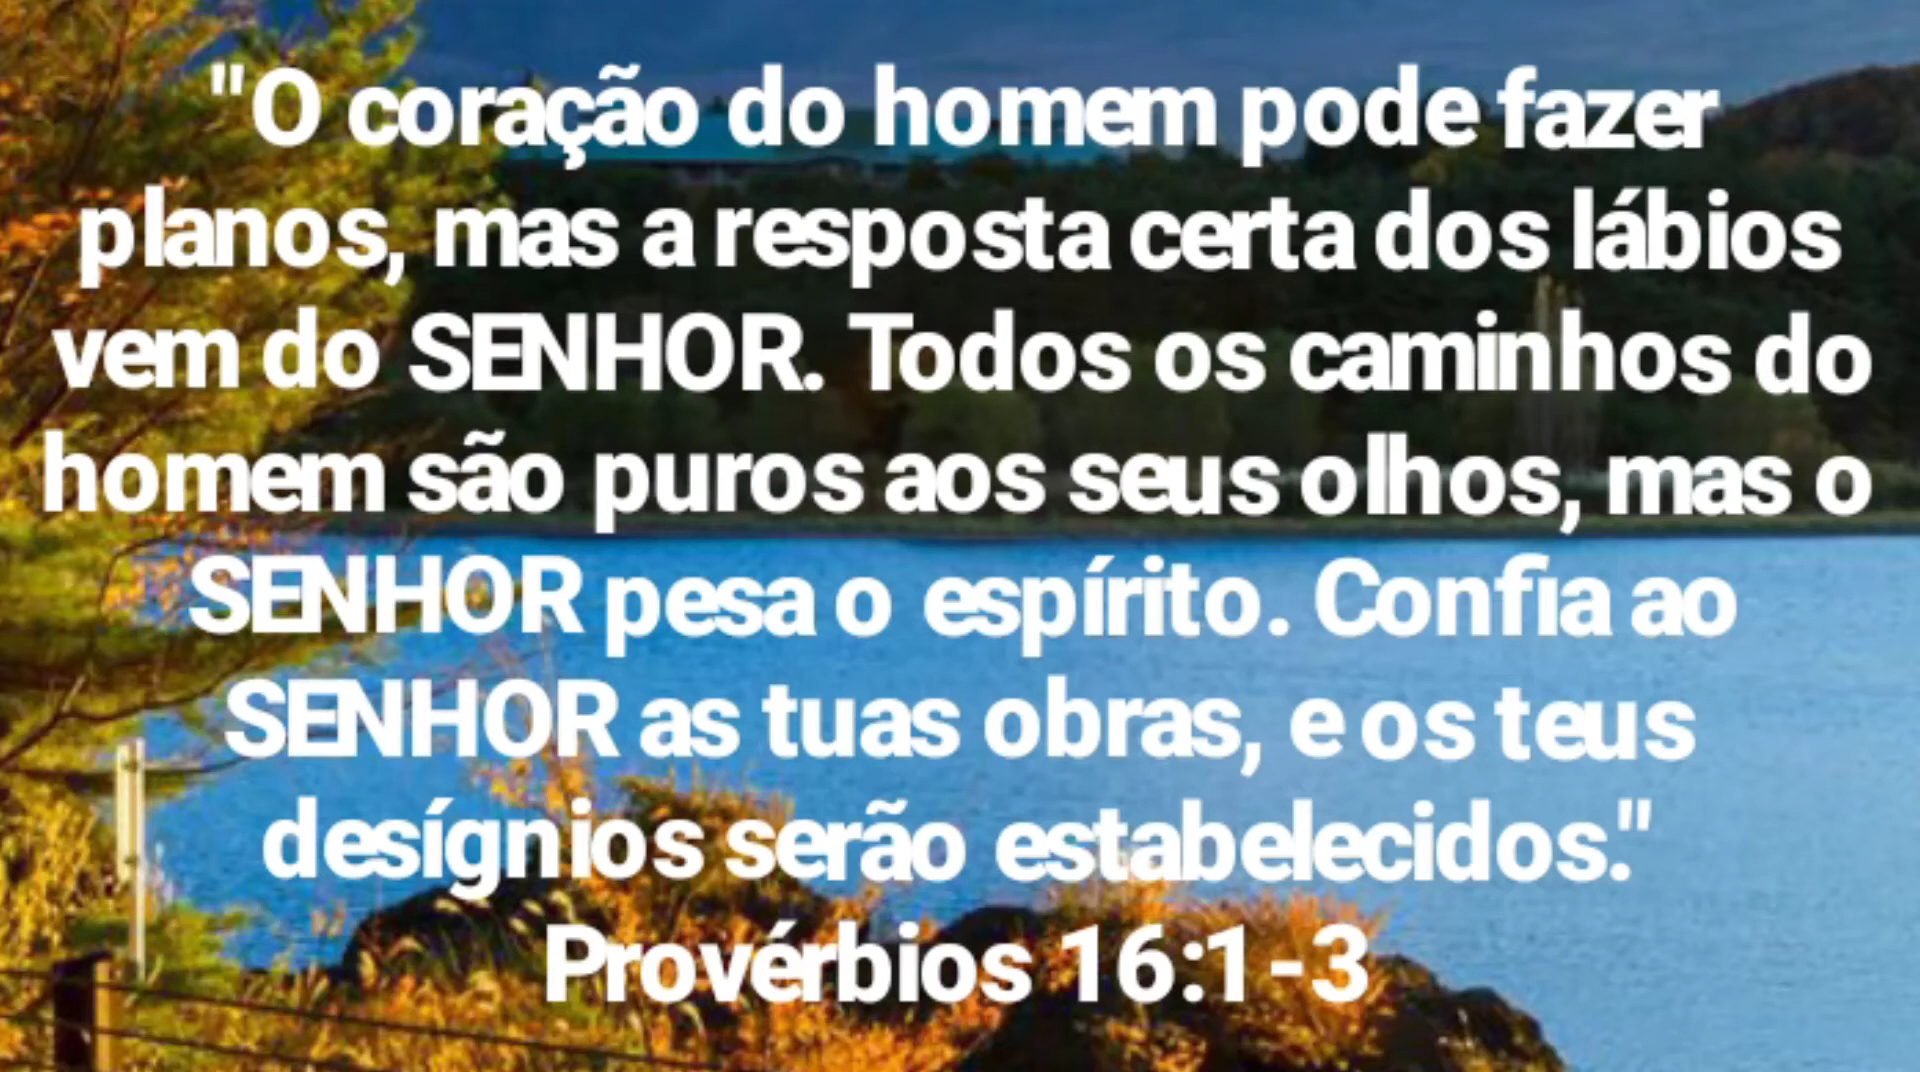 "O coração do homem pode fazer
planos, mas a resposta certa dos lábios
vem do SENHOR. Todos os caminhos do
homem são puros aos seus olhos, mas o
SENHOR pesa o espírito. Confia ao
SENHOR as tuas obras, e os teus
desígnios serão estabelecidos."
Provérbios 16:1-3